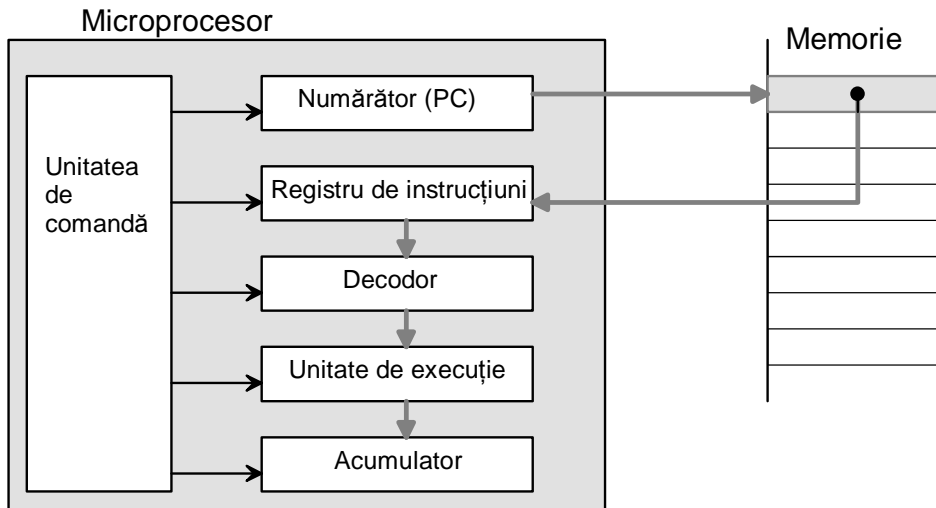 Microprocesor
Memorie
Numărător (PC)
Unitatea
de
comandă
Registru de instrucțiuni
Decodor
Unitate de execuție
Acumulator